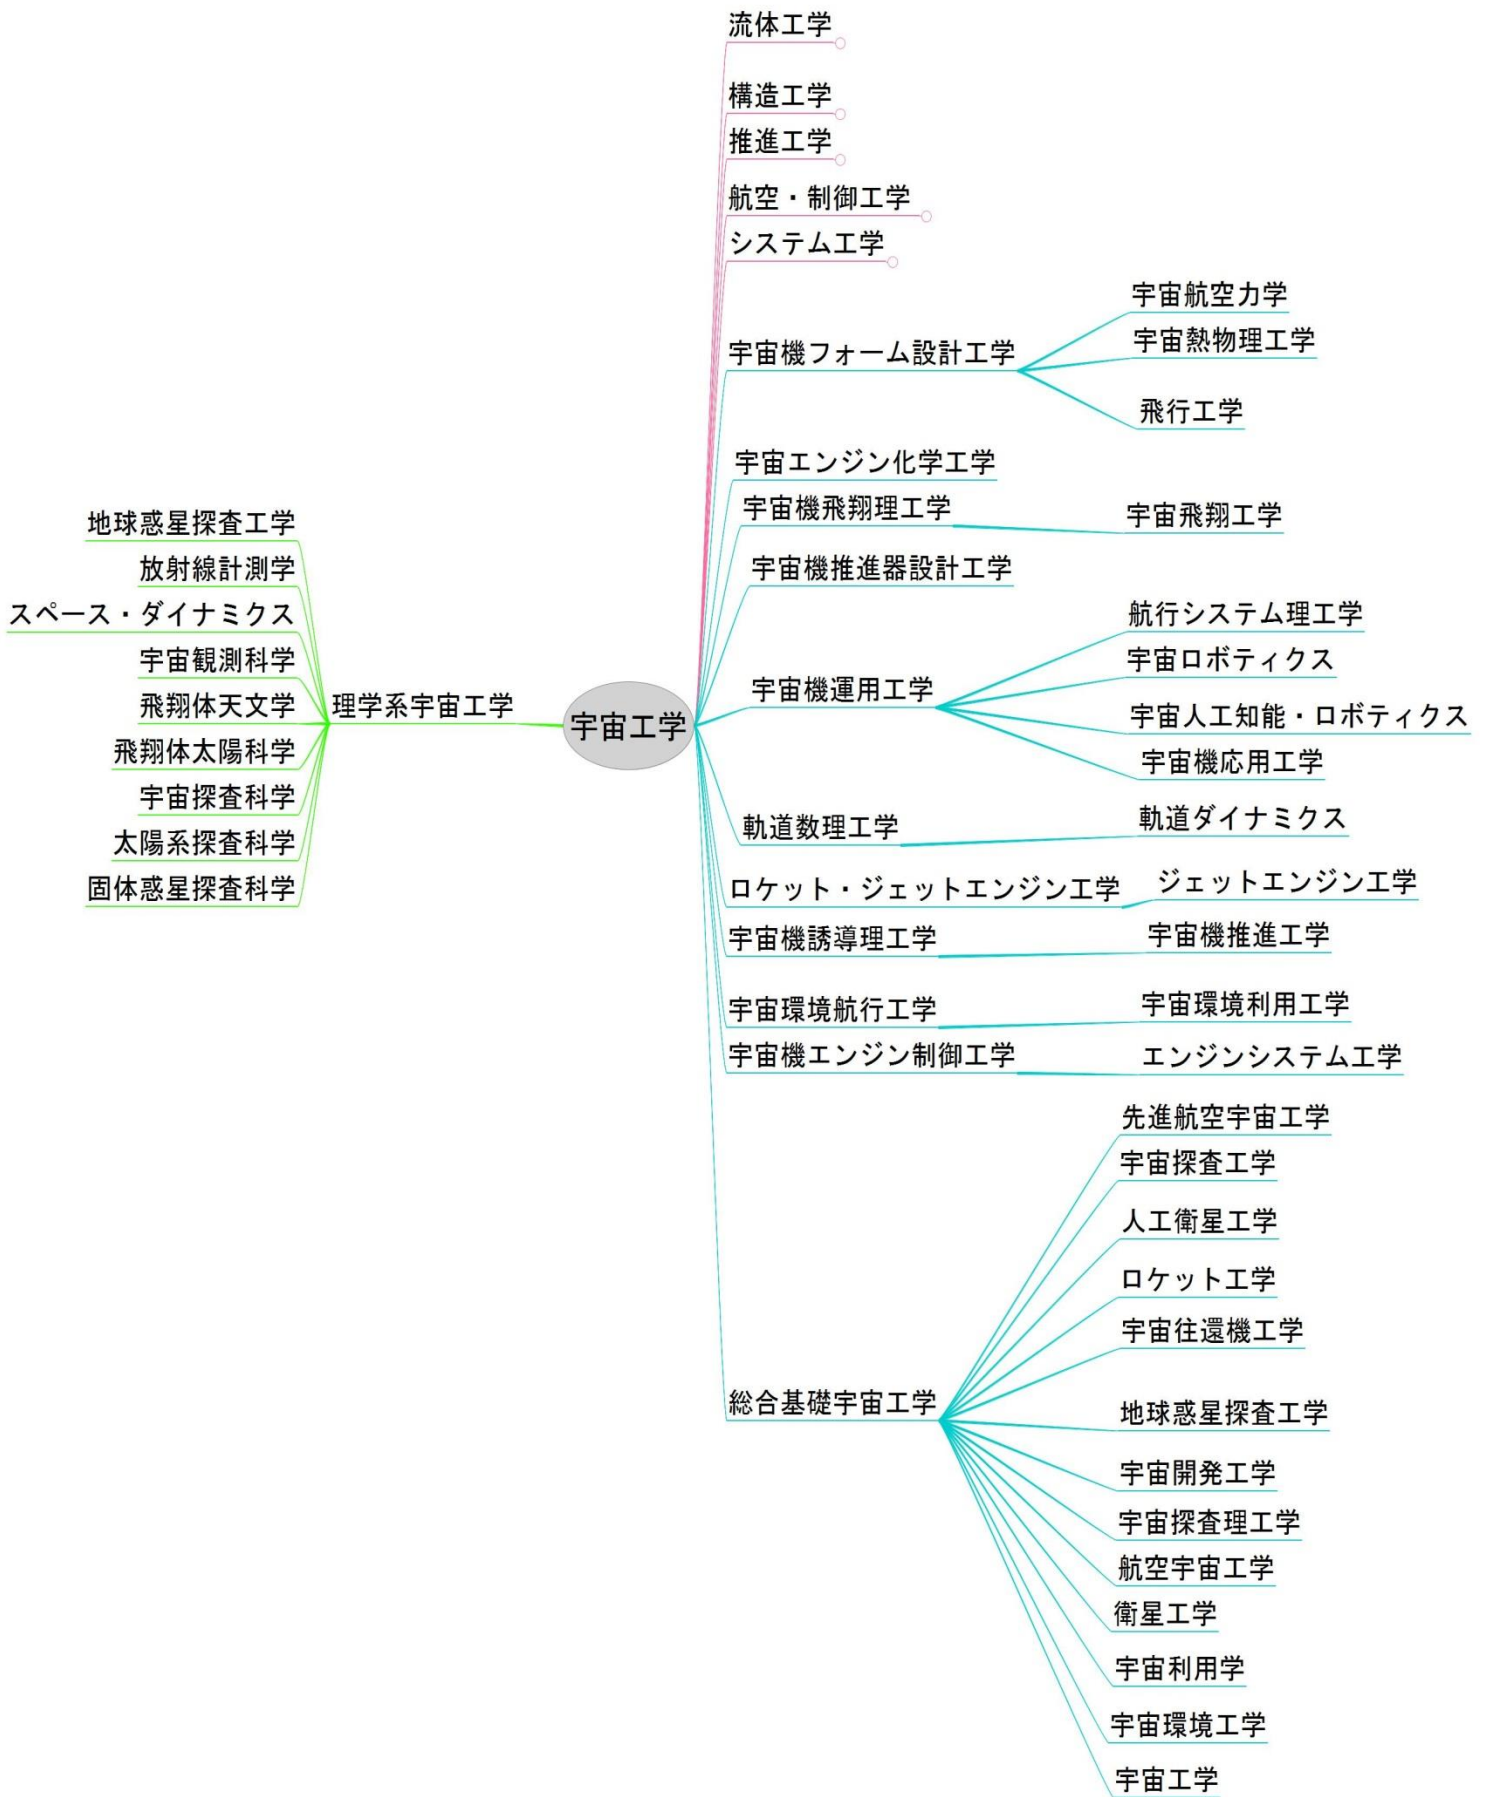 流体工学
構造工学
推進工学
航空・制御工学
システム工学
宇宙機フォーム設計工学
宇宙航空力学
宇宙熱物理工学
飛行工学
宇宙エンジン化学工学
宇宙機飛翔理工学
宇宙飛翔工学
宇宙機推進器設計工学
宇宙機運用工学
航行システム理工学
宇宙ロボティクス
宇宙人工知能・ロボティクス
宇宙機応用工学
軌道数理工学
軌道ダイナミクス
ロケット・ジェットエンジン工学
ジェットエンジン工学
宇宙機誘導理工学
宇宙機推進工学
宇宙環境航行工学
宇宙環境利用工学
宇宙機エンジン制御工学
エンジンシステム工学
総合基礎宇宙工学
先進航空宇宙工学
宇宙探査工学
人工衛星工学
ロケット工学
宇宙往還機工学
地球惑星探査工学
宇宙開発工学
宇宙探査理工学
航空宇宙工学
衛星工学
宇宙利用学
宇宙環境工学
宇宙工学
宇宙工学
理学系宇宙工学
地球惑星探査工学
放射線計測学
スペース・ダイナミクス
宇宙観測科学
飛翔体天文学
飛翔体太陽科学
宇宙探査科学
太陽系探査科学
固体惑星探査科学